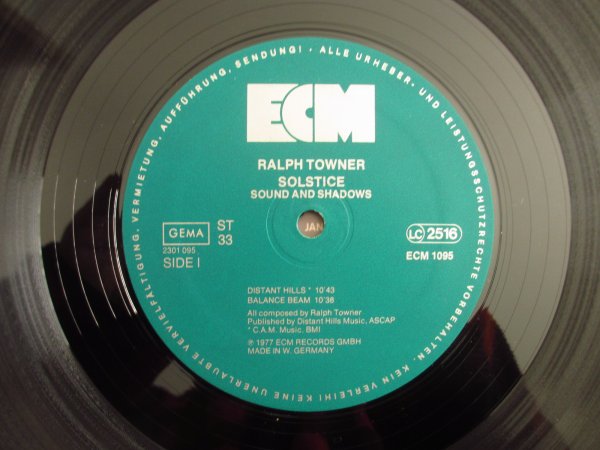 ECM
RALPH TOWNER
SOLSTICE
SOUND AND SHADOWS
GEMA
ST
33
2301 095
SIDE I
JAN
LC 2516
ECM 1095
DISTANT HILLS * 10'43
BALANCE BEAM 10'38
All composed by Ralph Towner
Published by Distant Hills Music, ASCAP
* C.A.M. Music, BMI
℗ 1977 ECM RECORDS GMBH
MADE IN W. GERMANY
ALLE URHEBER- UND LEISTUNGSSCHUTZRECHTE VORBEHALTEN. KEIN VERLEIH! KEINE UNERLAUBTE VERVIELFÄLTIGUNG, VERMIETUNG, AUFFÜHRUNG, SENDUNG! ·